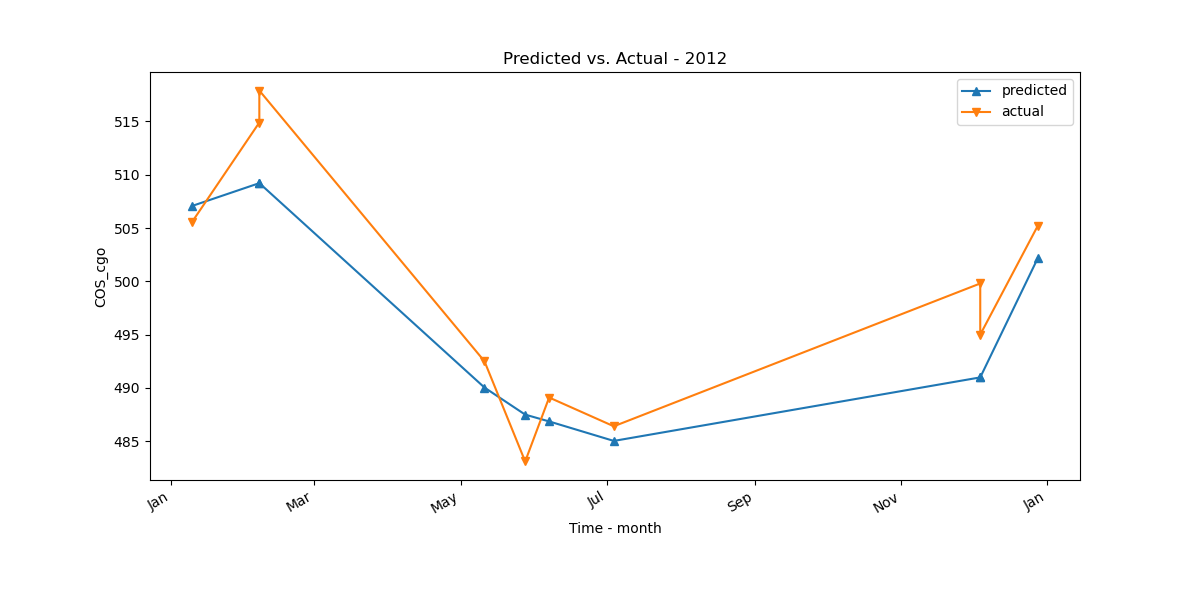 Predicted vs. Actual - 2012
predicted
actual
515
510
505
500
495
490
485
COS_cgo
Jan
Mar
May
Jul
Sep
Nov
Jan
Time - month